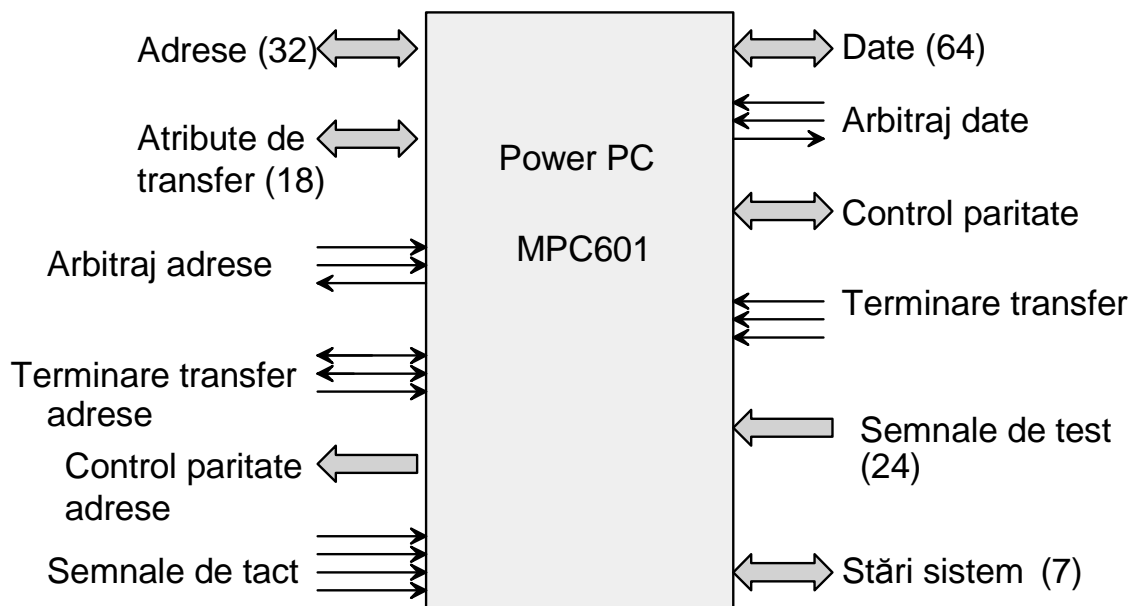 Adrese (32)
Atribute de
transfer (18)
Arbitraj adrese
Terminare transfer
adrese
Control paritate
adrese
Semnale de tact
Power PC
MPC601
Date (64)
Arbitraj date
Control paritate
Terminare transfer
Semnale de test
(24)
Stări sistem (7)